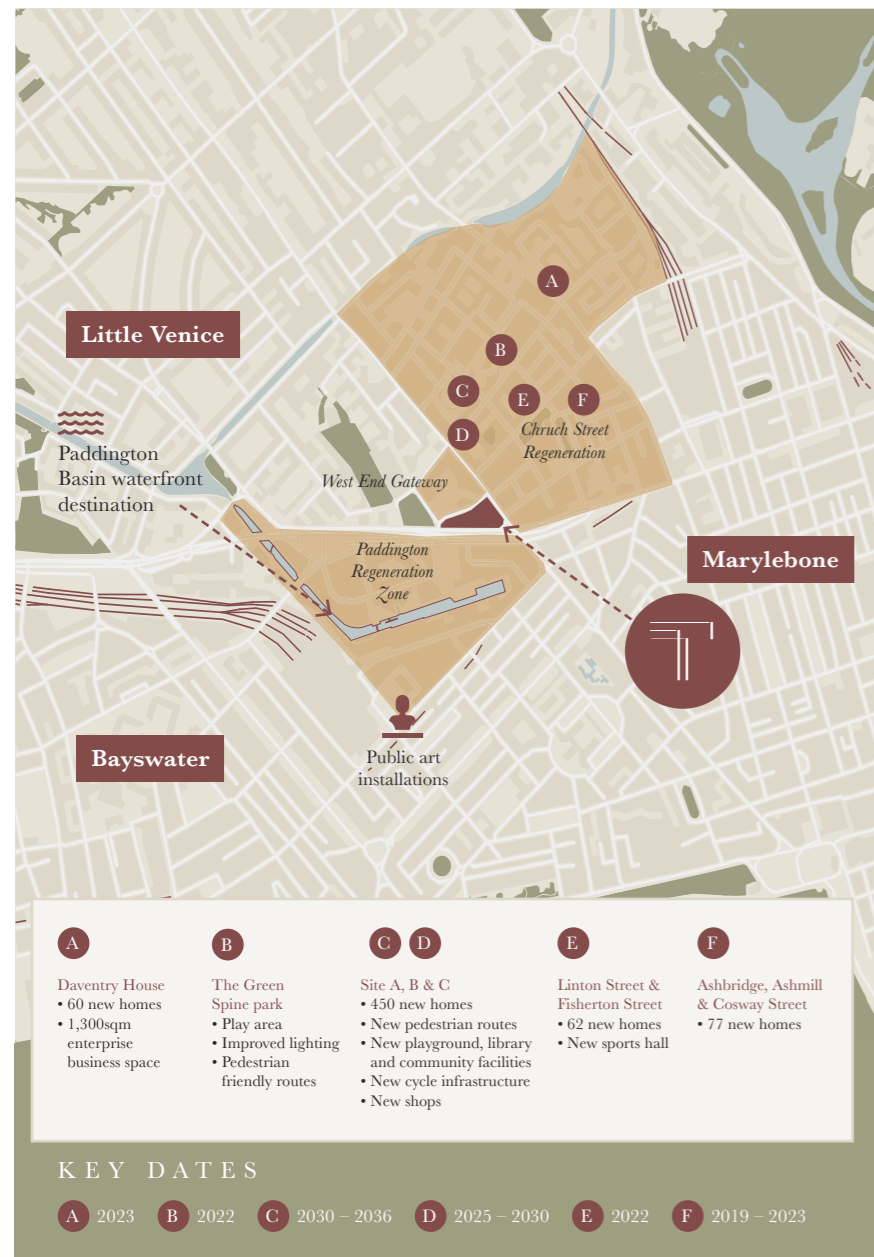 A
Little Venice
B
C
E
F
D
Chruch Street
Regeneration
Paddington
Basin waterfront
destination
West End Gateway
Paddington
Regeneration
Zone
Marylebone
Bayswater
Public art
installations
A
Daventry House
• 60 new homes
• 1,300sqm
enterprise
business space
B
The Green
Spine park
• Play area
• Improved lighting
• Pedestrian
friendly routes
C D
Site A, B & C
• 450 new homes
• New pedestrian routes
• New playground, library
and community facilities
• New cycle infrastructure
• New shops
E
Linton Street &
Fisherton Street
• 62 new homes
• New sports hall
F
Ashbridge, Ashmill
& Cosway Street
• 77 new homes
KEY DATES
A 2023 B 2022 C 2030 – 2036 D 2025 – 2030 E 2022 F 2019 – 2023